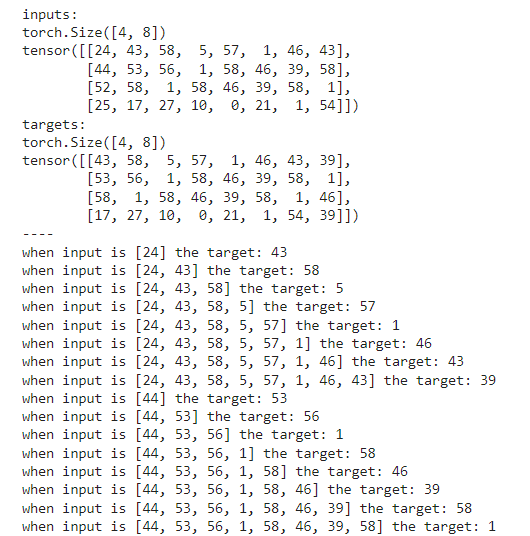 inputs:
torch.Size([4, 8])
tensor([[24, 43, 58,  5, 57,  1, 46, 43],
        [44, 53, 56,  1, 58, 46, 39, 58],
        [52, 58,  1, 58, 46, 39, 58,  1],
        [25, 17, 27, 10,  0, 21,  1, 54]])
targets:
torch.Size([4, 8])
tensor([[43, 58,  5, 57,  1, 46, 43, 39],
        [53, 56,  1, 58, 46, 39, 58,  1],
        [58,  1, 58, 46, 39, 58,  1, 46],
        [17, 27, 10,  0, 21,  1, 54, 39]])
----
when input is [24] the target: 43
when input is [24, 43] the target: 58
when input is [24, 43, 58] the target: 5
when input is [24, 43, 58, 5] the target: 57
when input is [24, 43, 58, 5, 57] the target: 1
when input is [24, 43, 58, 5, 57, 1] the target: 46
when input is [24, 43, 58, 5, 57, 1, 46] the target: 43
when input is [24, 43, 58, 5, 57, 1, 46, 43] the target: 39
when input is [44] the target: 53
when input is [44, 53] the target: 56
when input is [44, 53, 56] the target: 1
when input is [44, 53, 56, 1] the target: 58
when input is [44, 53, 56, 1, 58] the target: 46
when input is [44, 53, 56, 1, 58, 46] the target: 39
when input is [44, 53, 56, 1, 58, 46, 39] the target: 58
when input is [44, 53, 56, 1, 58, 46, 39, 58] the target: 1